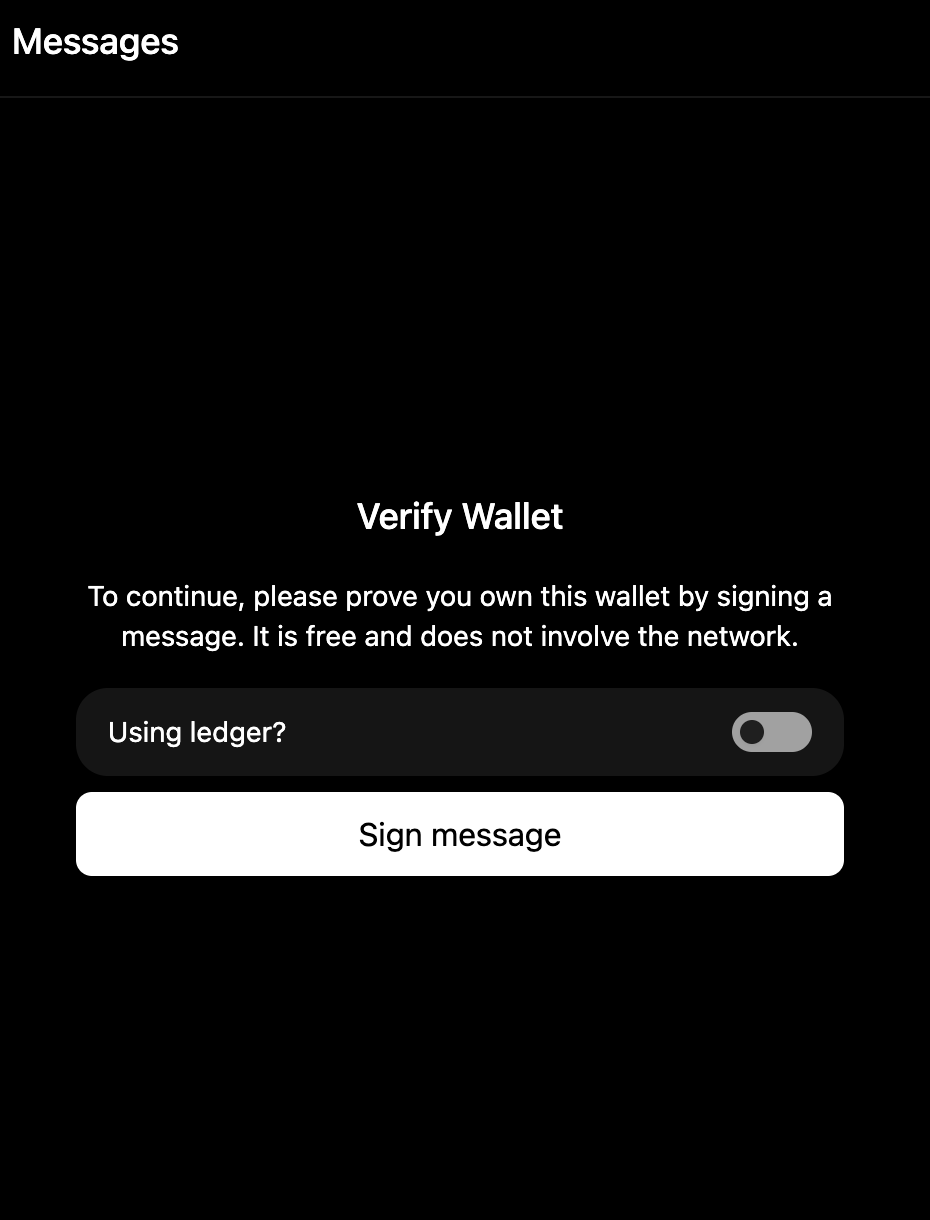 Messages
Verify Wallet
To continue, please prove you own this wallet by signing a
message. It is free and does not involve the network.
Using ledger?
Sign message